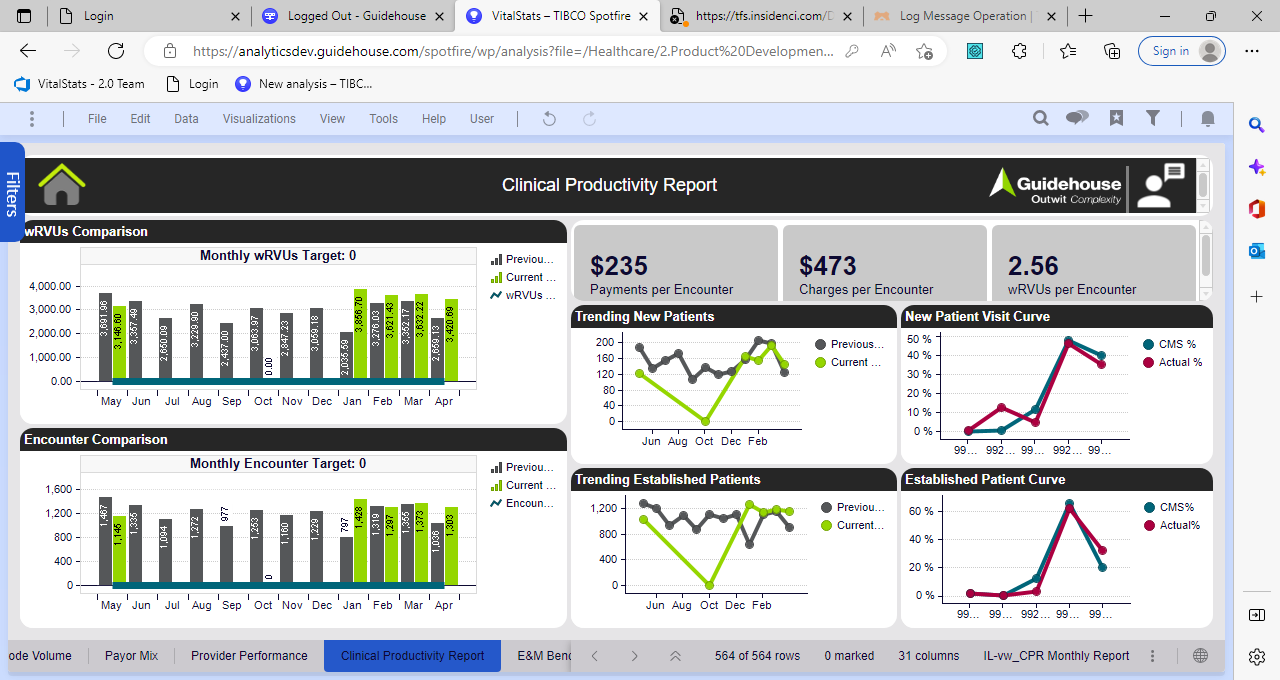 Login
Logged Out - Guidehouse
VitalStats – TIBCO Spotfire
https://tfs.insidenci.com/D
Log Message Operation |
https://analyticsdev.guidehouse.com/spotfire/wp/analysis?file=/Healthcare/2.Product%20Developmen...
Sign in
VitalStats - 2.0 Team
Login
New analysis – TIBC...
File Edit Data Visualizations View Tools Help User
Filters
Clinical Productivity Report
Guidehouse
Outwit Complexity
wRVUs Comparison
Monthly wRVUs Target: 0
4,000.00
3,000.00
2,000.00
1,000.00
0.00
3,691.96 3,146.60 3,357.49 2,650.09 3,229.90 2,437.00 3,063.97 0.00 2,847.23 3,059.18 2,035.59 3,856.70 3,276.03 3,621.43 3,352.17 3,632.22 2,659.13 3,420.69
May Jun Jul Aug Sep Oct Nov Dec Jan Feb Mar Apr
Previou...
Current ...
wRVUs ...
$235
Payments per Encounter
$473
Charges per Encounter
2.56
wRVUs per Encounter
Trending New Patients
200
160
120
80
40
0
Jun Aug Oct Dec Feb
Previous...
Current ...
New Patient Visit Curve
50 %
40 %
30 %
20 %
10 %
0 %
99... 992... 99... 992... 99...
CMS %
Actual %
Encounter Comparison
Monthly Encounter Target: 0
1,600
1,200
800
400
0
1,467 1,145 1,335 1,094 1,272 977 1,253 0 1,160 1,229 797 1,428 1,310 1,297 1,355 1,373 1,036 1,303
May Jun Jul Aug Sep Oct Nov Dec Jan Feb Mar Apr
Previou...
Current ...
Encoun...
Trending Established Patients
1,200
800
400
0
Jun Aug Oct Dec Feb
Previou...
Current...
Established Patient Curve
60 %
40 %
20 %
0 %
99... 99... 992... 99... 99...
CMS%
Actual%
ode Volume
Payor Mix
Provider Performance
Clinical Productivity Report
E&M Benc
564 of 564 rows
0 marked
31 columns
IL-vw_CPR Monthly Report